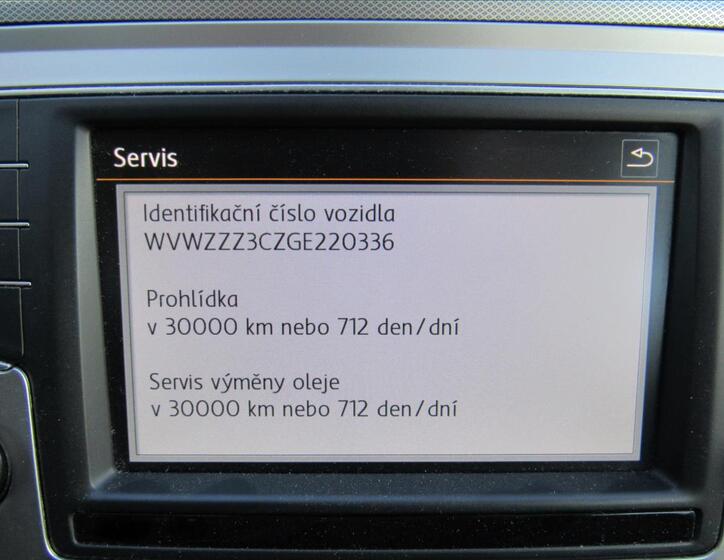 Servis
Identifikační číslo vozidla
WVWZZZ3CZGE220336
Prohlídka
v 30000 km nebo 712 den/dní
Servis výměny oleje
v 30000 km nebo 712 den/dní